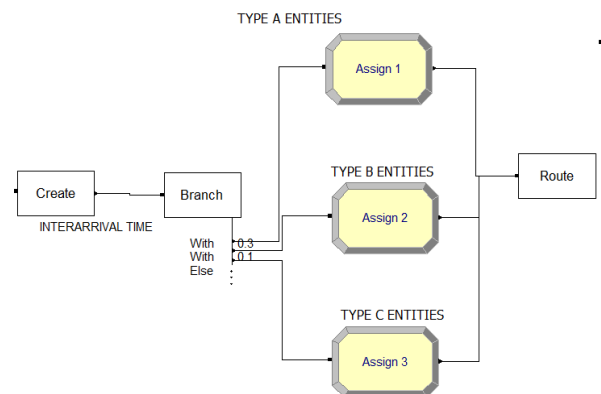 TYPE A ENTITIES
Assign 1
TYPE B ENTITIES
Create
Branch
Route
Assign 2
INTERARRIVAL TIME
With 0.3
With 0.1
Else
TYPE C ENTITIES
Assign 3